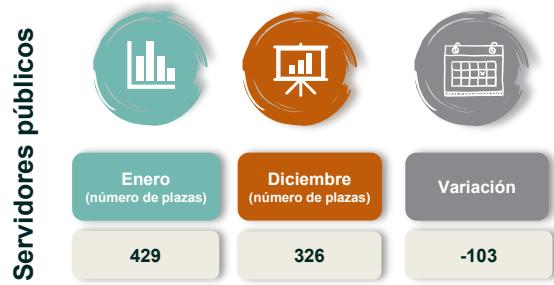 Servidores públicos
Enero
(número de plazas)
Diciembre
(número de plazas)
Variación
429
326
-103